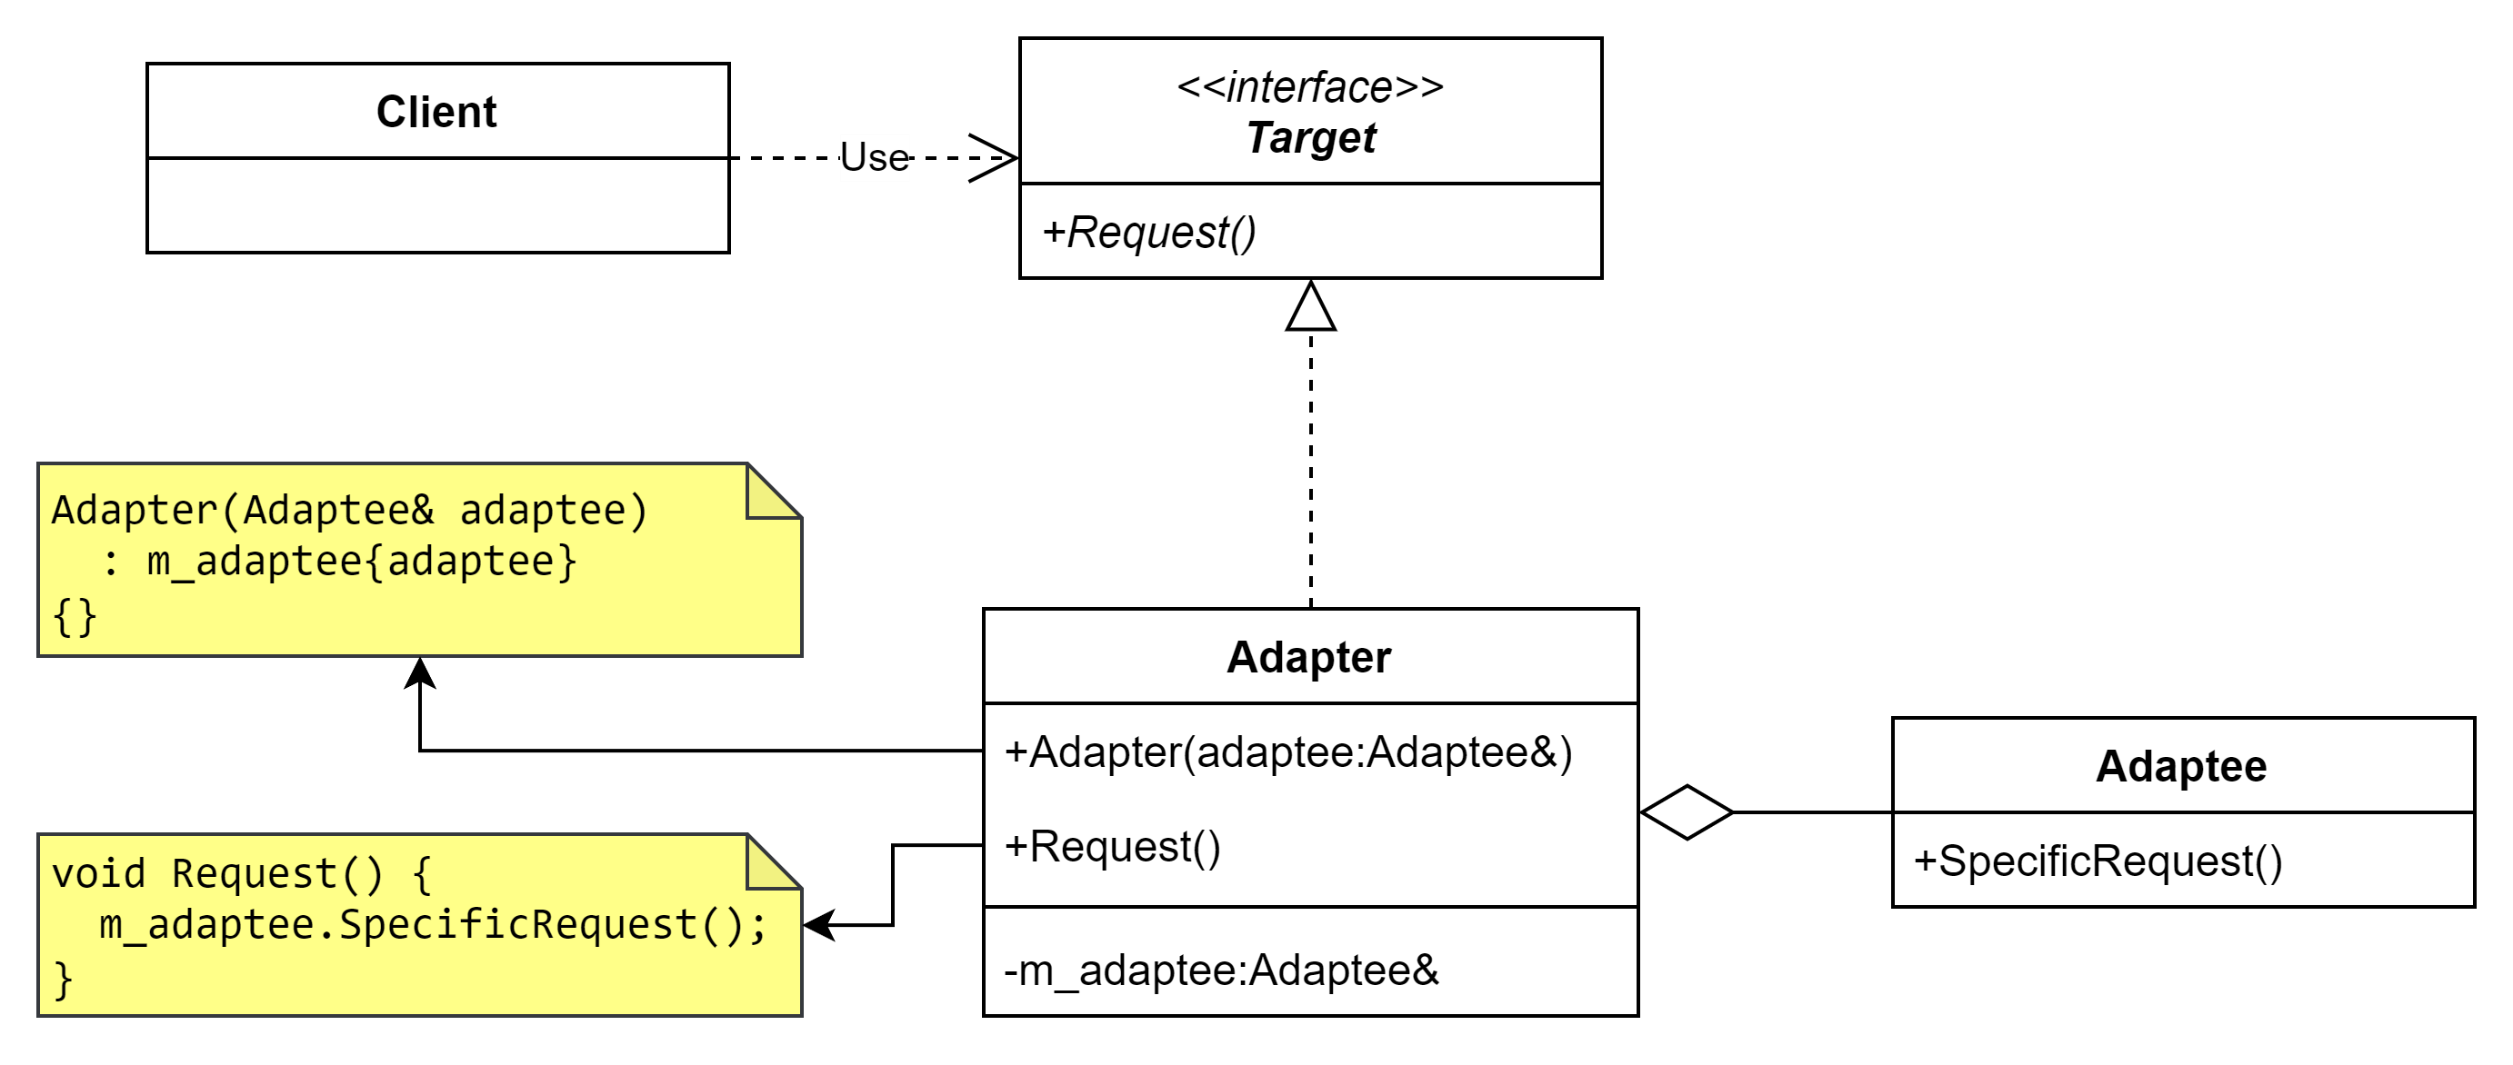 Client
Use
<<interface>>
Target
+Request()
Adapter(Adaptee& adaptee)
  : m_adaptee{adaptee}
{}
void Request() {
  m_adaptee.SpecificRequest();
}
Adapter
+Adapter(adaptee:Adaptee&)
+Request()
-m_adaptee:Adaptee&
Adaptee
+SpecificRequest()